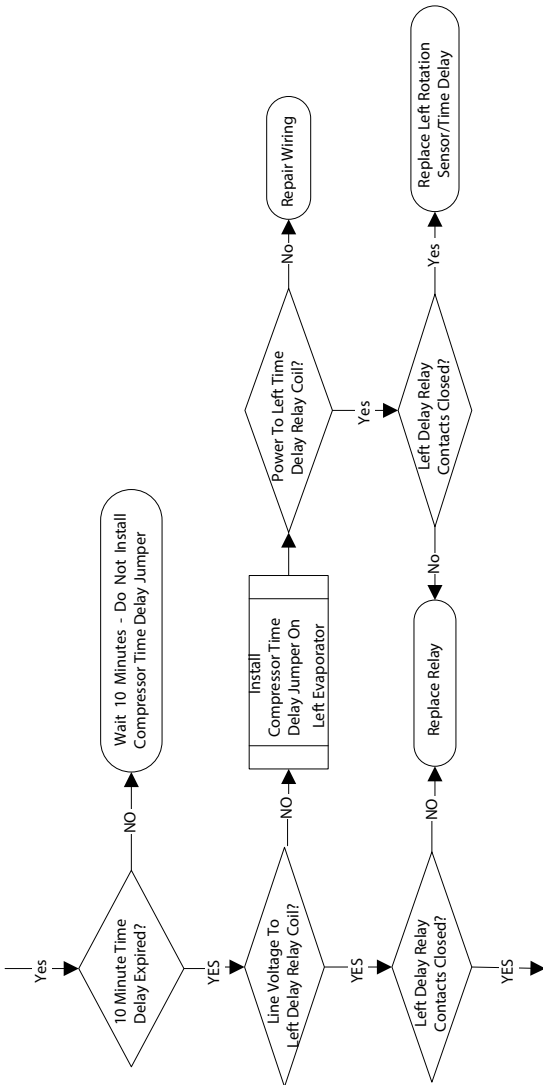 Yes
10 Minute Time
Delay Expired?
NO
Wait 10 Minutes - Do Not Install
Compressor Time Delay Jumper
YES
Line Voltage To
Left Delay Relay Coil?
NO
Install
Compressor Time
Delay Jumper On
Left Evaporator
Power To Left Time
Delay Relay Coil?
No
Repair Wiring
YES
Yes
Left Delay Relay
Contacts Closed?
NO
Replace Relay
No
Left Delay Relay
Contacts Closed?
Yes
Replace Left Rotation
Sensor/Time Delay
YES